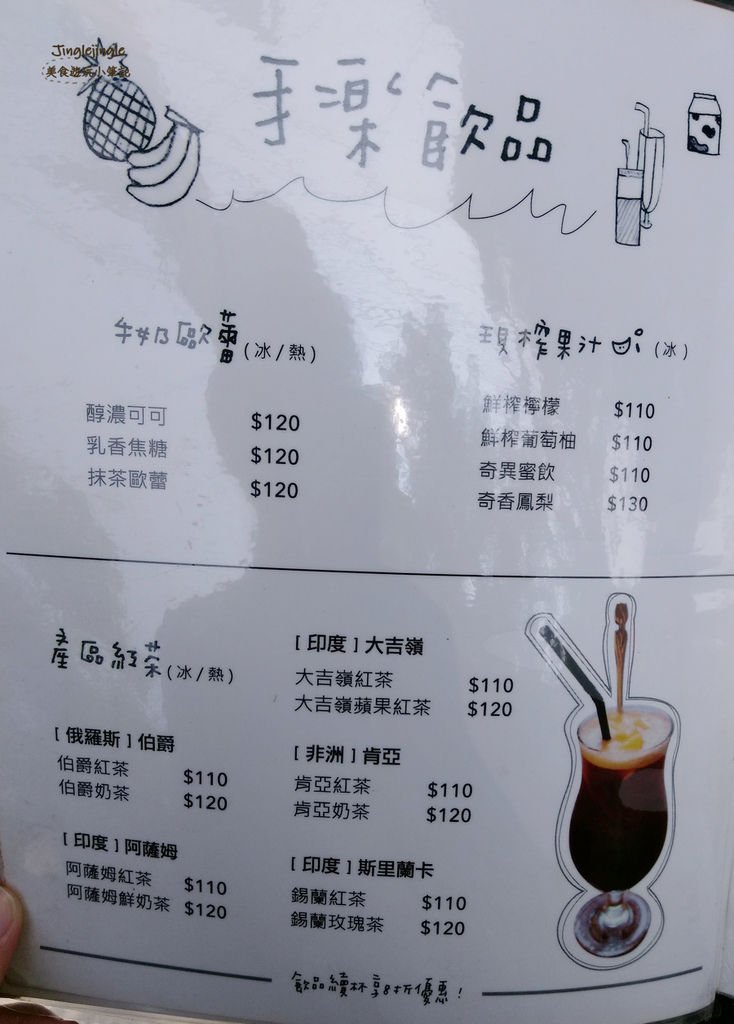 Jinglejingle
美食遊玩小筆記
手渠飲品
牛奶歐蕾(冰/熱)
醇濃可可 $120
乳香焦糖 $120
抹茶歐蕾 $120
現榨果汁(冰)
鮮榨檸檬 $110
鮮榨葡萄柚 $110
奇異蜜飲 $110
奇香鳳梨 $130
產區紅茶(冰/熱)
[俄羅斯]伯爵
伯爵紅茶 $110
伯爵奶茶 $120
[印度]阿薩姆
阿薩姆紅茶 $110
阿薩姆鮮奶茶 $120
[印度]大吉嶺
大吉嶺紅茶 $110
大吉嶺蘋果紅茶 $120
[非洲]肯亞
肯亞紅茶 $110
肯亞奶茶 $120
[印度]斯里蘭卡
錫蘭紅茶 $110
錫蘭玫瑰茶 $120
飲品續杯享8折優惠!